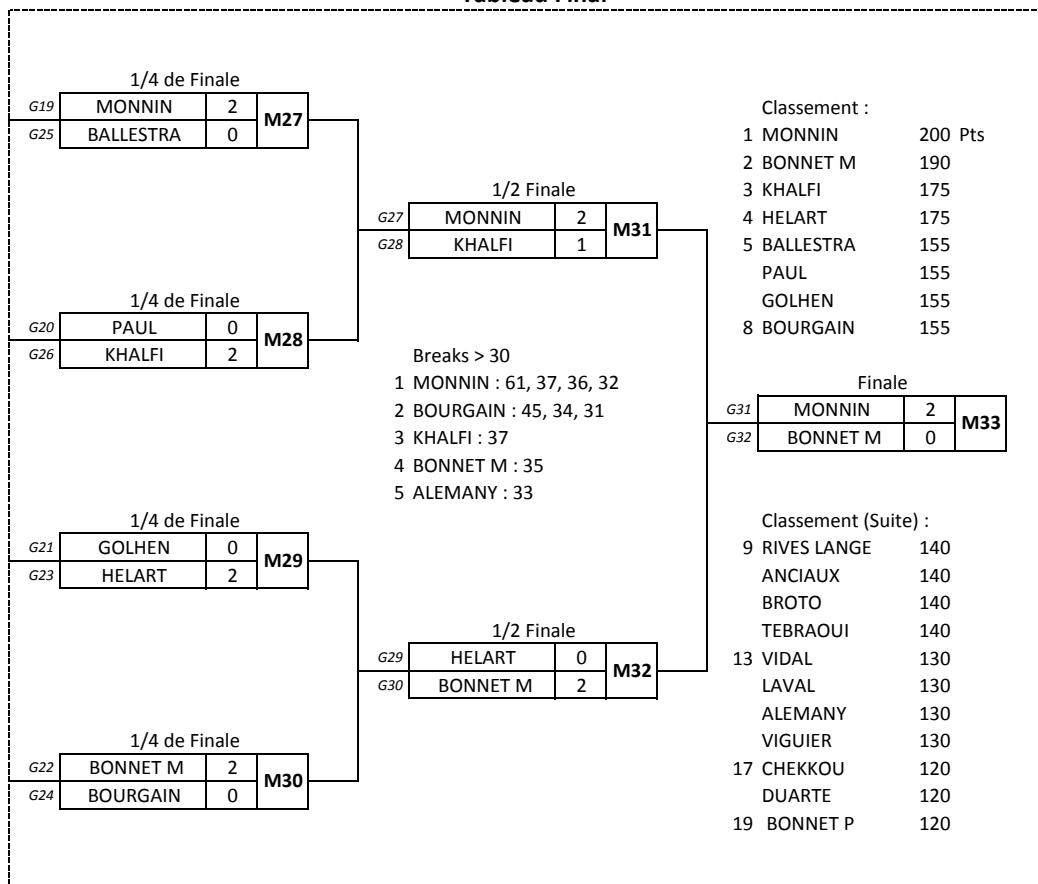 Tableau Final
1/4 de Finale
G19 MONNIN 2
M27
G25 BALLESTRA 0
1/2 Finale
G27 MONNIN 2
M31
G28 KHALFI 1
1/4 de Finale
G20 PAUL 0
M28
G26 KHALFI 2
Classement :
1 MONNIN 200 Pts
2 BONNET M 190
3 KHALFI 175
4 HELART 175
5 BALLESTRA 155
PAUL 155
GOLHEN 155
8 BOURGAIN 155
Breaks > 30
1 MONNIN : 61, 37, 36, 32
2 BOURGAIN : 45, 34, 31
3 KHALFI : 37
4 BONNET M : 35
5 ALEMANY : 33
Finale
G31 MONNIN 2
M33
G32 BONNET M 0
1/4 de Finale
G21 GOLHEN 0
M29
G23 HELART 2
1/2 Finale
G29 HELART 0
M32
G30 BONNET M 2
1/4 de Finale
G22 BONNET M 2
M30
G24 BOURGAIN 0
Classement (Suite) :
9 RIVES LANGE 140
ANCIAUX 140
BROTO 140
TEBRAOUI 140
13 VIDAL 130
LAVAL 130
ALEMANY 130
VIGUIER 130
17 CHEKKOU 120
DUARTE 120
19 BONNET P 120